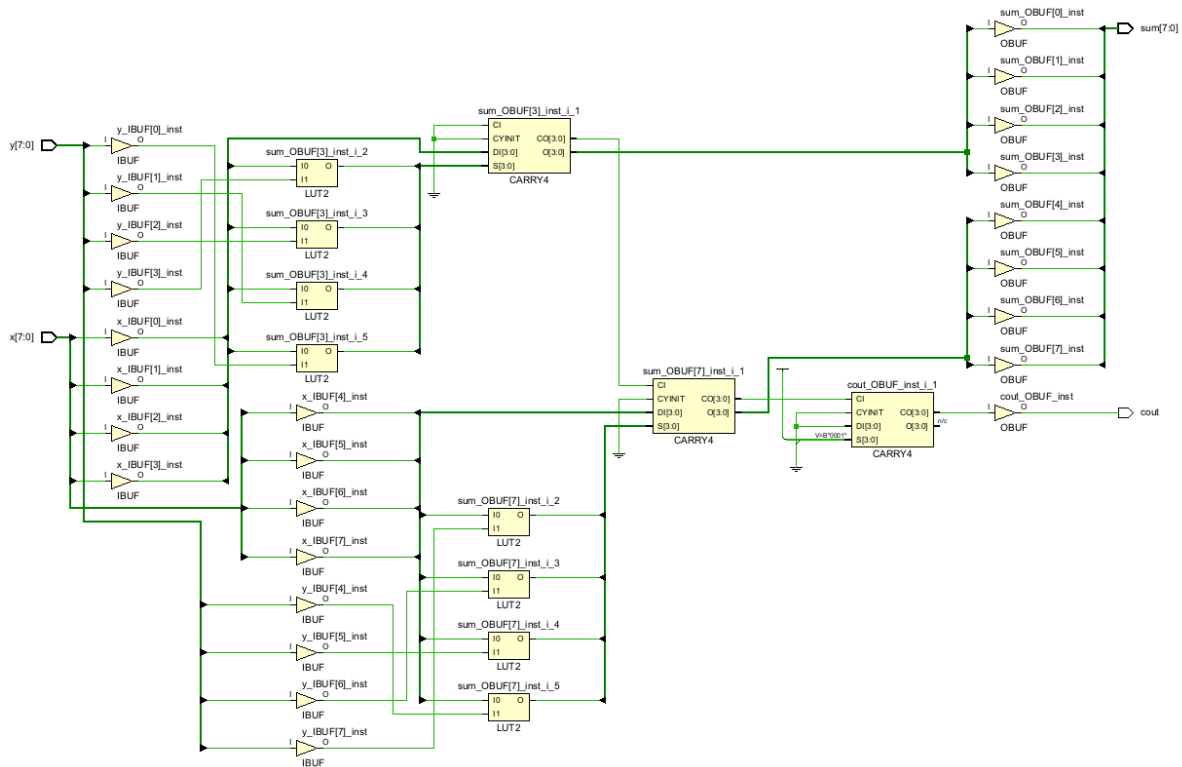 sum_OBUF[0]_inst
I O
OBUF
sum[7:0]
sum_OBUF[1]_inst
I O
OBUF
sum_OBUF[2]_inst
I O
OBUF
sum_OBUF[3]_inst
I O
OBUF
sum_OBUF[4]_inst
I O
OBUF
sum_OBUF[5]_inst
I O
OBUF
sum_OBUF[6]_inst
I O
OBUF
sum_OBUF[7]_inst
I O
OBUF
sum_OBUF[3]_inst_i_1
CI
CYINIT CO[3:0]
DI[3:0] O[3:0]
S[3:0]
CARRY4
y[7:0]
y_IBUF[0]_inst
I O
IBUF
y_IBUF[1]_inst
I O
IBUF
y_IBUF[2]_inst
I O
IBUF
y_IBUF[3]_inst
I O
IBUF
x[7:0]
x_IBUF[0]_inst
I O
IBUF
x_IBUF[1]_inst
I O
IBUF
x_IBUF[2]_inst
I O
IBUF
x_IBUF[3]_inst
I O
IBUF
sum_OBUF[3]_inst_i_2
I0 O
I1
LUT2
sum_OBUF[3]_inst_i_3
I0 O
I1
LUT2
sum_OBUF[3]_inst_i_4
I0 O
I1
LUT2
sum_OBUF[3]_inst_i_5
I0 O
I1
LUT2
x_IBUF[4]_inst
I O
IBUF
x_IBUF[5]_inst
I O
IBUF
x_IBUF[6]_inst
I O
IBUF
x_IBUF[7]_inst
I O
IBUF
y_IBUF[4]_inst
I O
IBUF
y_IBUF[5]_inst
I O
IBUF
y_IBUF[6]_inst
I O
IBUF
y_IBUF[7]_inst
I O
IBUF
sum_OBUF[7]_inst_i_2
I0 O
I1
LUT2
sum_OBUF[7]_inst_i_3
I0 O
I1
LUT2
sum_OBUF[7]_inst_i_4
I0 O
I1
LUT2
sum_OBUF[7]_inst_i_5
I0 O
I1
LUT2
sum_OBUF[7]_inst_i_1
CI
CYINIT CO[3:0]
DI[3:0] O[3:0]
S[3:0]
CARRY4
cout_OBUF_inst_i_1
CI
CYINIT CO[3:0]
DI[3:0] O[3:0] n/c
V=B"0001" S[3:0]
CARRY4
cout_OBUF_inst
I O
OBUF
cout